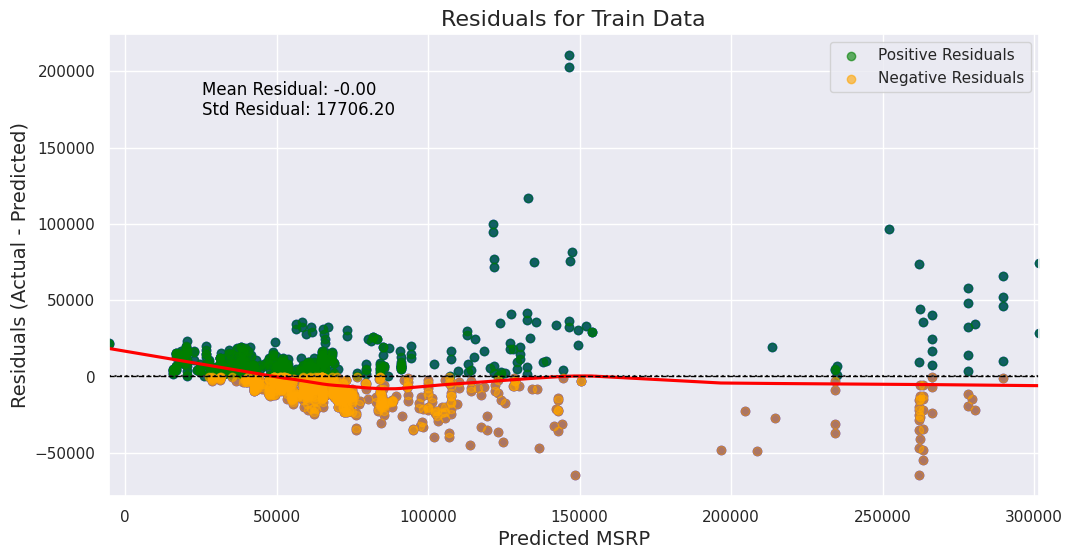 Residuals for Train Data
Positive Residuals
Negative Residuals
Mean Residual: -0.00
Std Residual: 17706.20
Residuals (Actual - Predicted)
200000
150000
100000
50000
0
−50000
0
50000
100000
150000
200000
250000
300000
Predicted MSRP